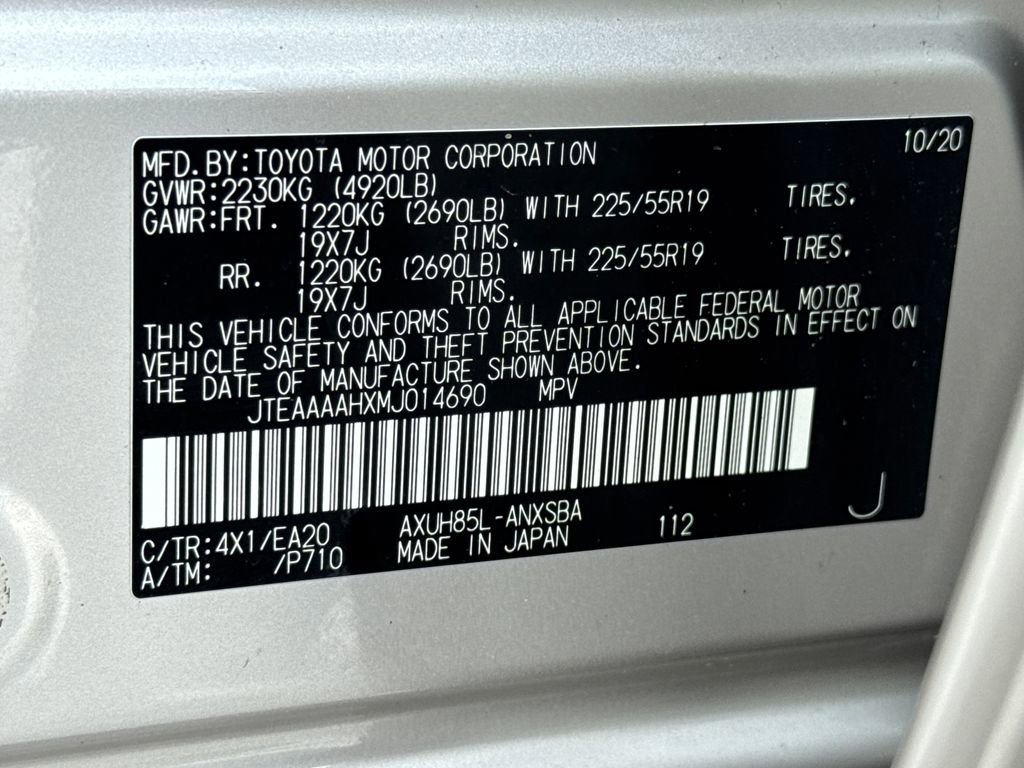 10/20
MFD.BY:TOYOTA MOTOR CORPORATION
GVWR:2230KG (4920LB)
GAWR:FRT. 1220KG (2690LB) WITH 225/55R19 TIRES.
19X7J RIMS.
RR. 1220KG (2690LB) WITH 225/55R19 TIRES.
19X7J RIMS.
THIS VEHICLE CONFORMS TO ALL APPLICABLE FEDERAL MOTOR
VEHICLE SAFETY AND THEFT PREVENTION STANDARDS IN EFFECT ON
THE DATE OF MANUFACTURE SHOWN ABOVE.
JTEAAAAHXMJ014690 MPV
C/TR:4X1/EA20 AXUH85L-ANXSBA 112 J
A/TM: /P710 MADE IN JAPAN